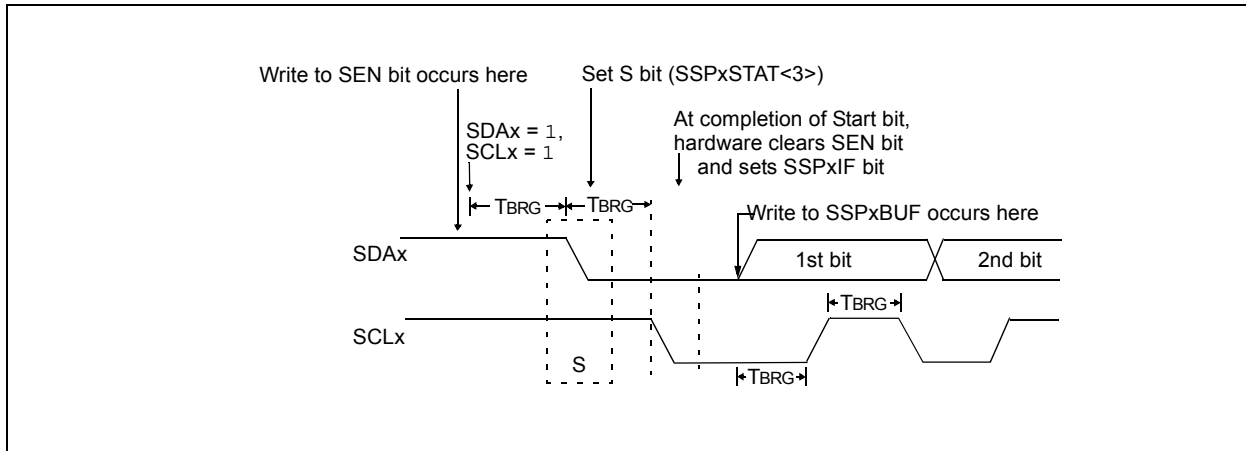 Write to SEN bit occurs here
Set S bit (SSPxSTAT<3>)
SDAx = 1,
SCLx = 1
At completion of Start bit,
hardware clears SEN bit
and sets SSPxIF bit
TBRG
TBRG
Write to SSPxBUF occurs here
SDAx
1st bit
2nd bit
TBRG
SCLx
S
TBRG